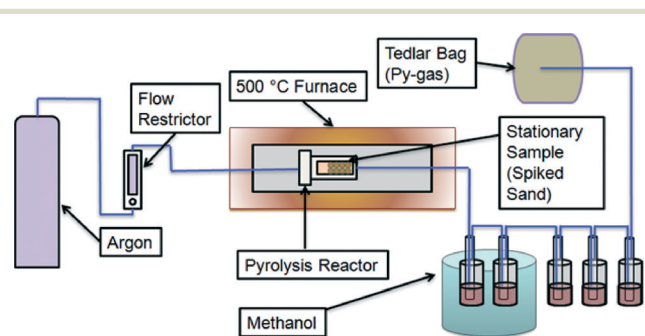 Tedlar Bag
(Py-gas)
500 °C Furnace
Flow
Restrictor
Stationary
Sample
(Spiked
Sand)
Argon
Pyrolysis Reactor
Methanol